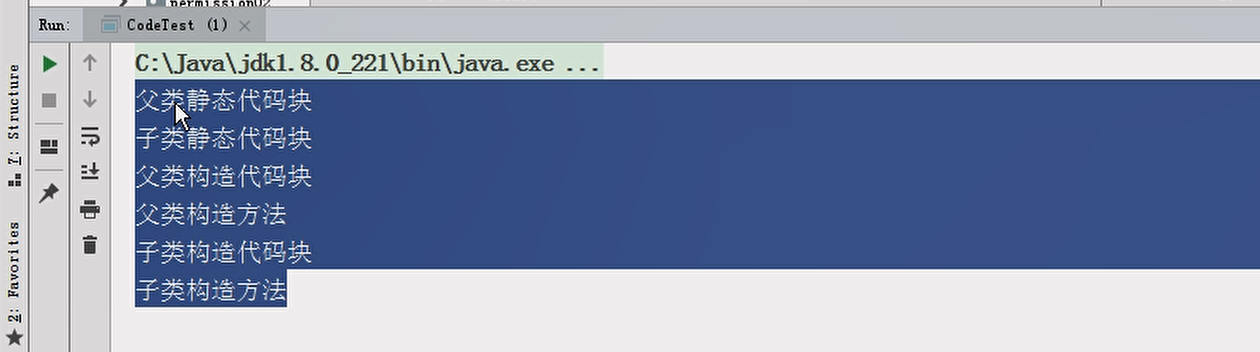 permission02
Run: CodeTest (1)
C:\Java\jdk1.8.0_221\bin\java.exe ...
父类静态代码块
子类静态代码块
父类构造代码块
父类构造方法
子类构造代码块
子类构造方法
7: Structure
2: Favorites